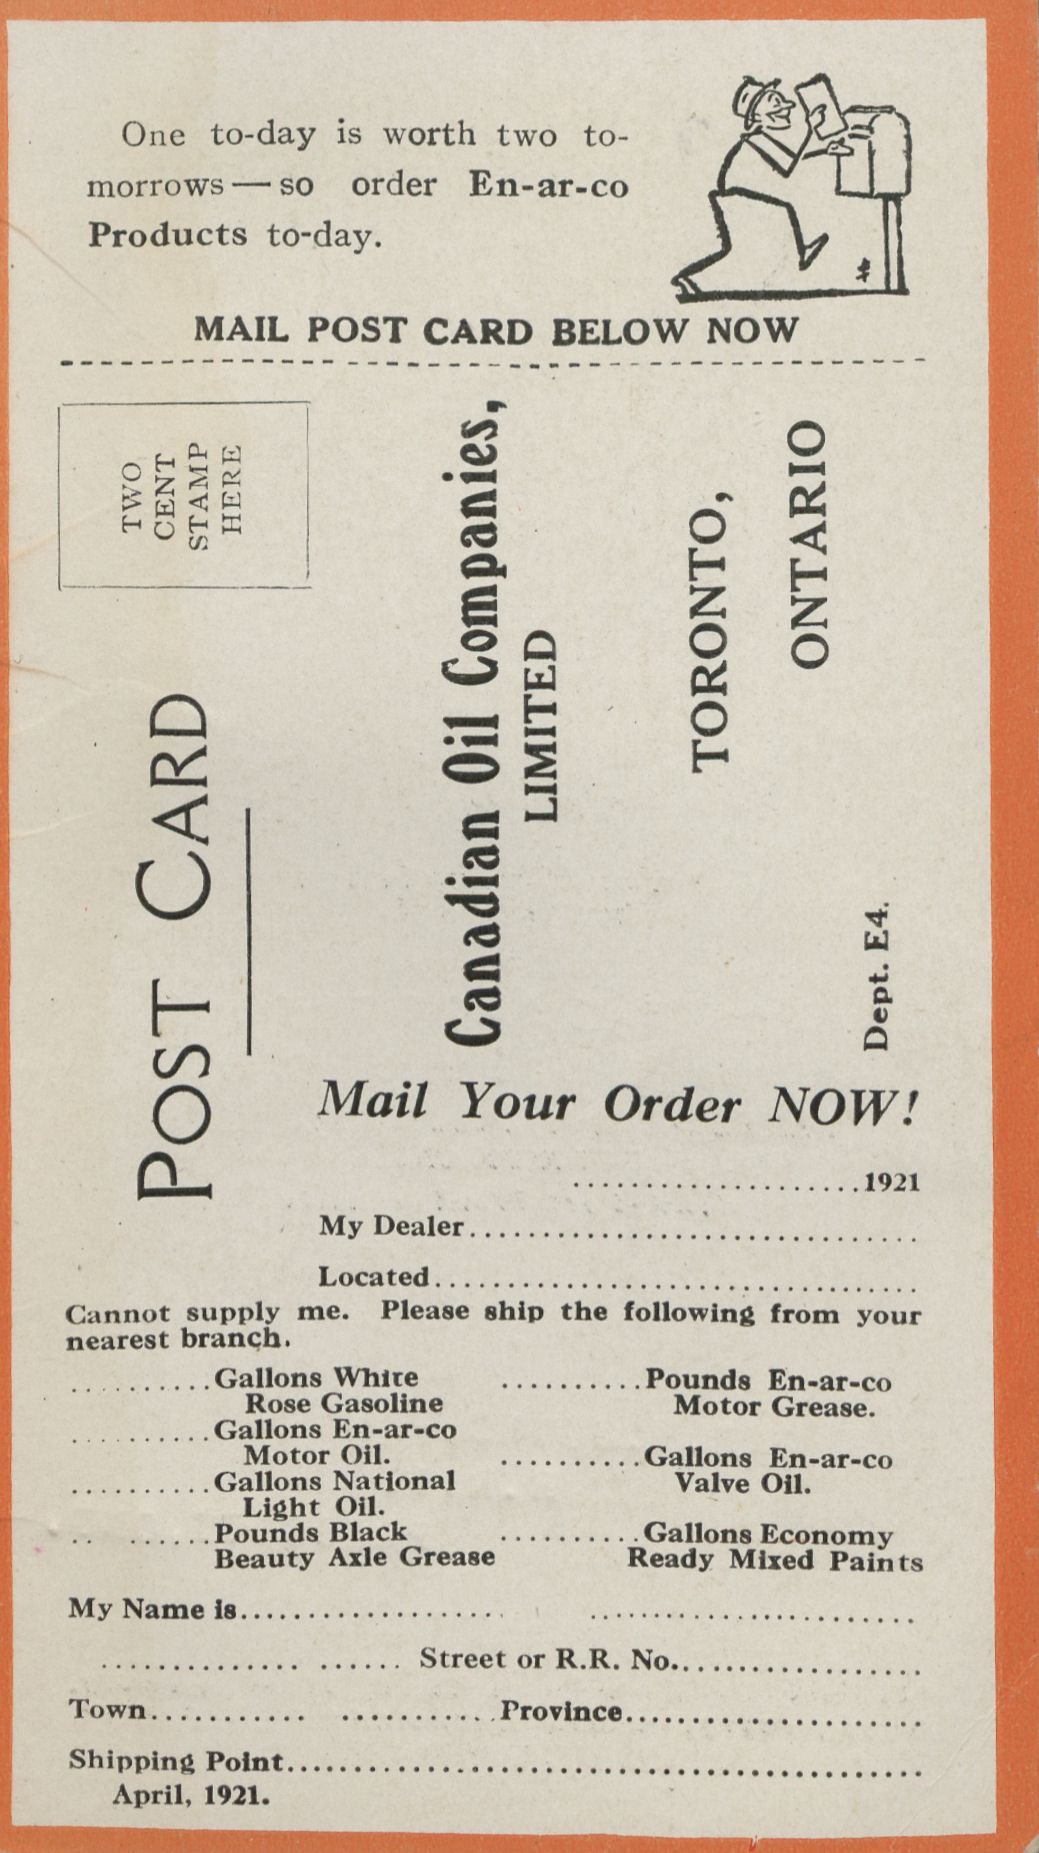 One to-day is worth two to-
morrows — so order En-ar-co
Products to-day.
MAIL POST CARD BELOW NOW
TWO
CENT
STAMP
HERE
POST CARD
Canadian Oil Companies,
LIMITED
TORONTO,
ONTARIO
Dept. E4.
Mail Your Order NOW!
....................1921
My Dealer...............................
Located.................................
Cannot supply me. Please ship the following from your
nearest branch.
..........Gallons White
Rose Gasoline
..........Gallons En-ar-co
Motor Oil.
..........Gallons National
Light Oil.
.. ......Pounds Black
Beauty Axle Grease
..........Pounds En-ar-co
Motor Grease.
..........Gallons En-ar-co
Valve Oil.
..........Gallons Economy
Ready Mixed Paints
My Name is.................... ........................
............... ...... Street or R.R. No...................
Town............ ............Province......................
Shipping Point...............................................
April, 1921.